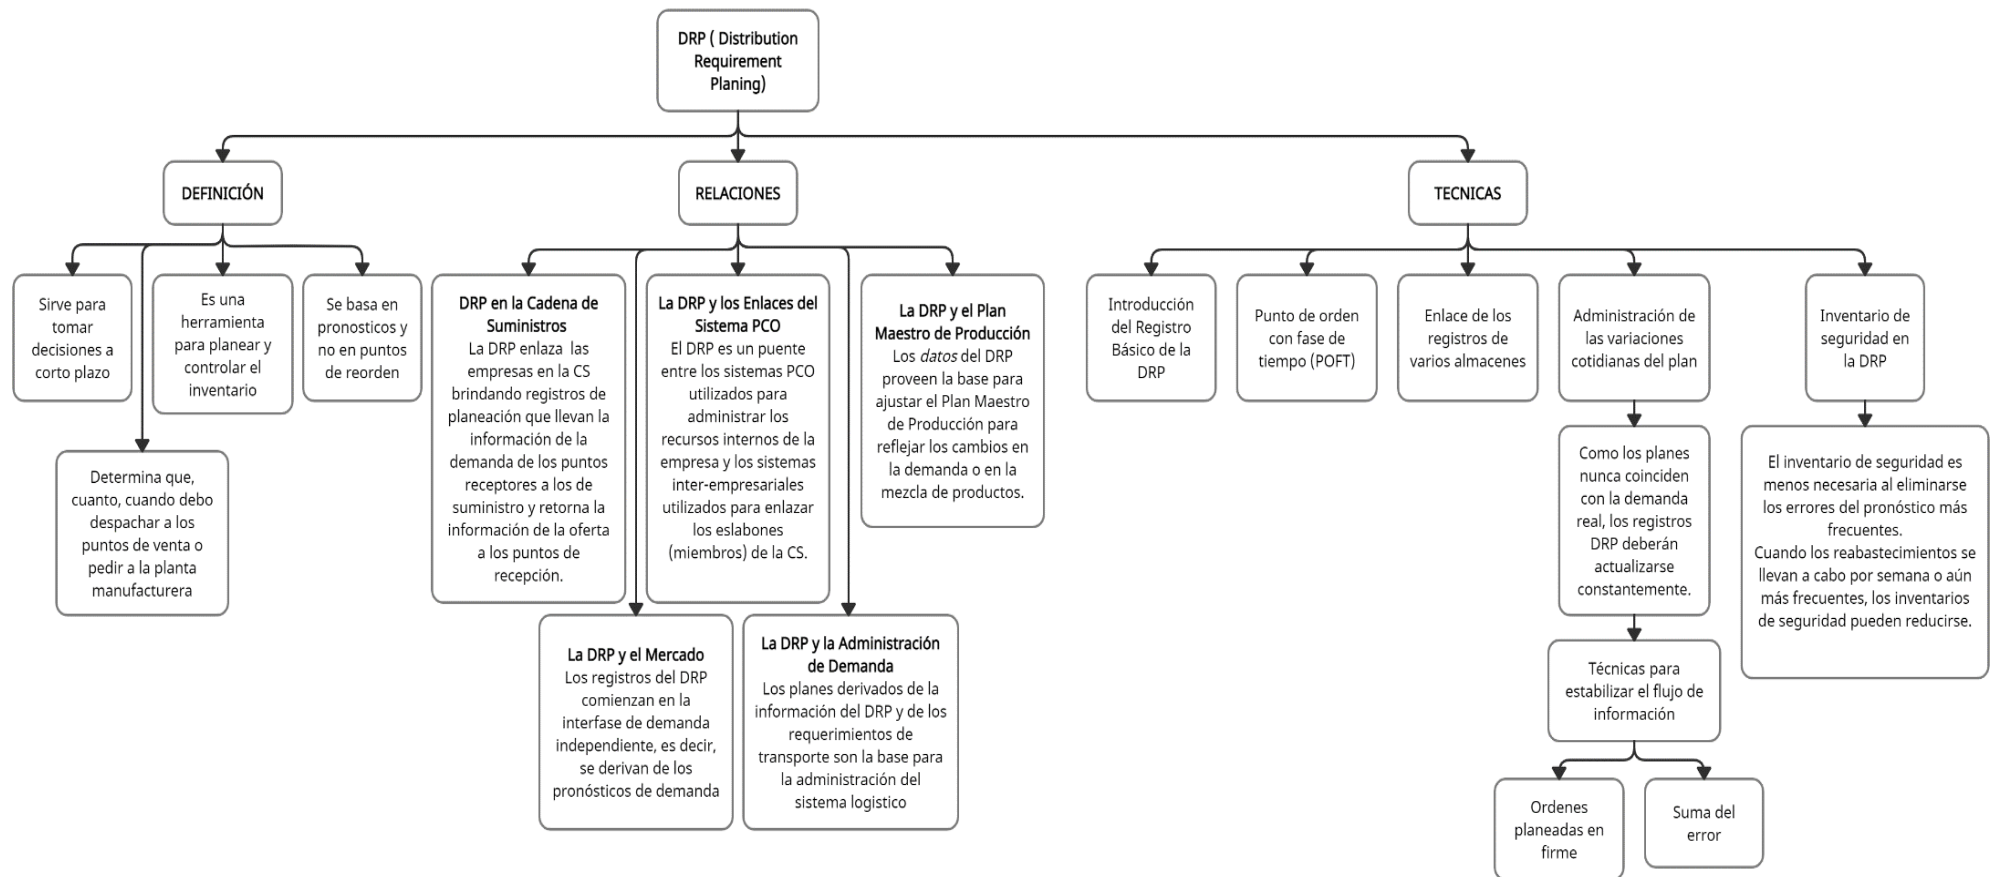 DRP ( Distribution
Requirement
Planing)
DEFINICIÓN
RELACIONES
TECNICAS
Sirve para
tomar
decisiones a
corto plazo
Es una
herramienta
para planear y
controlar el
inventario
Se basa en
pronosticos y
no en puntos
de reorden
Determina que,
cuanto, cuando debo
despachar a los
puntos de venta o
pedir a la planta
manufacturera
DRP en la Cadena de
Suministros
La DRP enlaza las
empresas en la CS
brindando registros de
planeación que llevan la
información de la
demanda de los puntos
receptores a los de
suministro y retorna la
información de la oferta
a los puntos de
recepción.
La DRP y los Enlaces del
Sistema PCO
El DRP es un puente
entre los sistemas PCO
utilizados para
administrar los
recursos internos de la
empresa y los sistemas
inter-empresariales
utilizados para enlazar
los eslabones
(miembros) de la CS.
La DRP y el Plan
Maestro de Producción
Los datos del DRP
proveen la base para
ajustar el Plan Maestro
de Producción para
reflejar los cambios en
la demanda o en la
mezcla de productos.
La DRP y el Mercado
Los registros del DRP
comienzan en la
interfase de demanda
independiente, es decir,
se derivan de los
pronósticos de demanda
La DRP y la Administración
de Demanda
Los planes derivados de la
información del DRP y de los
requerimientos de
transporte son la base para
la administración del
sistema logistico
Introducción
del Registro
Básico de la
DRP
Punto de orden
con fase de
tiempo (POFT)
Enlace de los
registros de
varios almacenes
Administración de
las variaciones
cotidianas del plan
Inventario de
seguridad en
la DRP
Como los planes
nunca coinciden
con la demanda
real, los registros
DRP deberán
actualizarse
constantemente.
Técnicas para
estabilizar el flujo de
información
Ordenes
planeadas en
firme
Suma del
error
El inventario de seguridad es
menos necesaria al eliminarse
los errores del pronóstico más
frecuentes.
Cuando los reabastecimientos se
llevan a cabo por semana o aún
más frecuentes, los inventarios
de seguridad pueden reducirse.